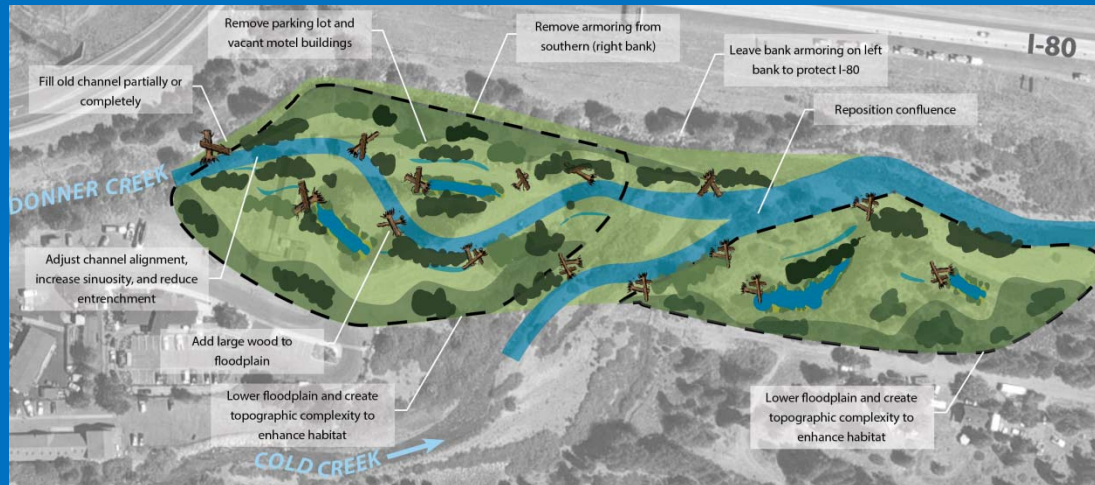 Remove parking lot and
vacant motel buildings
Remove armoring from
southern (right bank)
Leave bank armoring on left
bank to protect I-80
I-80
Fill old channel partially or
completely
Reposition confluence
DONNER CREEK
Adjust channel alignment,
increase sinuosity, and reduce
entrenchment
Add large wood to
floodplain
Lower floodplain and create
topographic complexity to
enhance habitat
Lower floodplain and create
topographic complexity to
enhance habitat
COLD CREEK